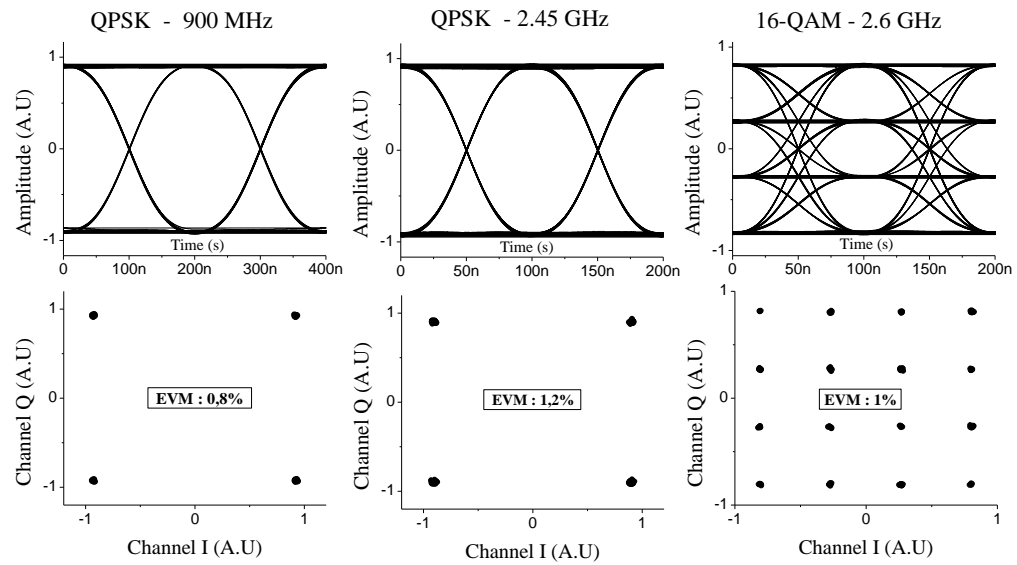 QPSK - 900 MHz
QPSK - 2.45 GHz
16-QAM - 2.6 GHz
Amplitude (A.U)
1
0
-1
Time (s)
0 100n 200n 300n 400n
Amplitude (A.U)
1
0
-1
Time (s)
0 50n 100n 150n 200n
Amplitude (A.U)
1
0
-1
Time (s)
0 50n 100n 150n 200n
Channel Q (A.U)
1
0
-1
EVM : 0,8%
-1 0 1
Channel I (A.U)
Channel Q (A.U)
1
0
-1
EVM : 1,2%
-1 0 1
Channel I (A.U)
Channel Q (A.U)
1
0
-1
EVM : 1%
-1 0 1
Channel I (A.U)